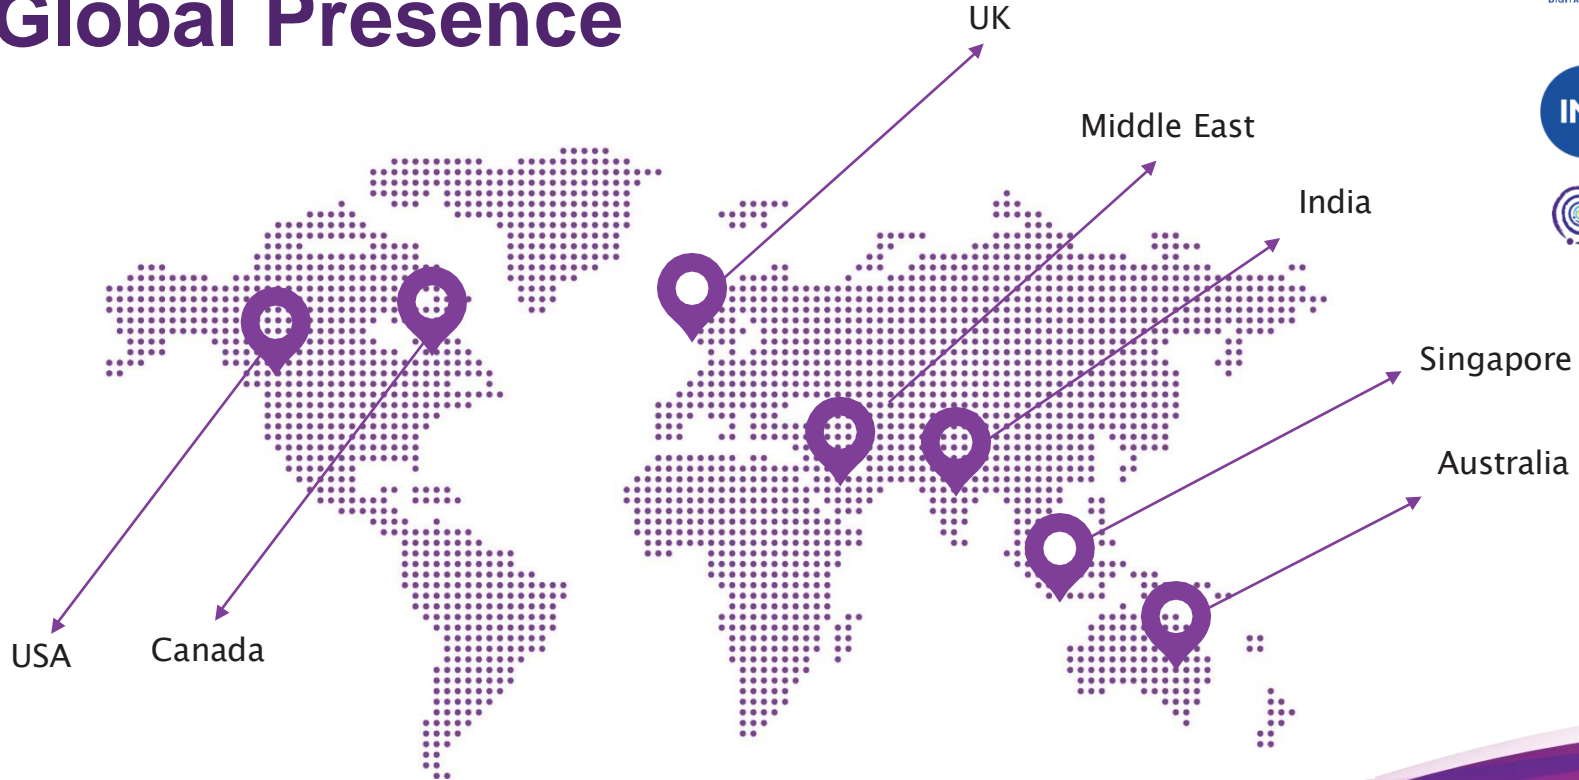 Global Presence
UK
Middle East
India
Singapore
Australia
USA
Canada